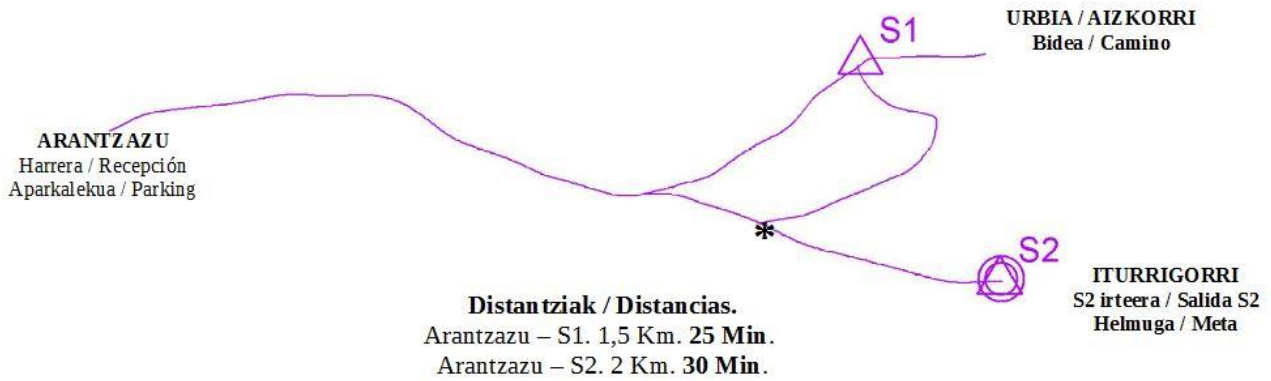 S1
URBIA / AIZKORRI
Bidea / Camino
ARANTZAZU
Harrera / Recepción
Aparkalekua / Parking
*
S2
ITURRIGORRI
S2 irteera / Salida S2
Helmuga / Meta
Distantziak / Distancias.
Arantzazu – S1. 1,5 Km. 25 Min.
Arantzazu – S2. 2 Km. 30 Min.